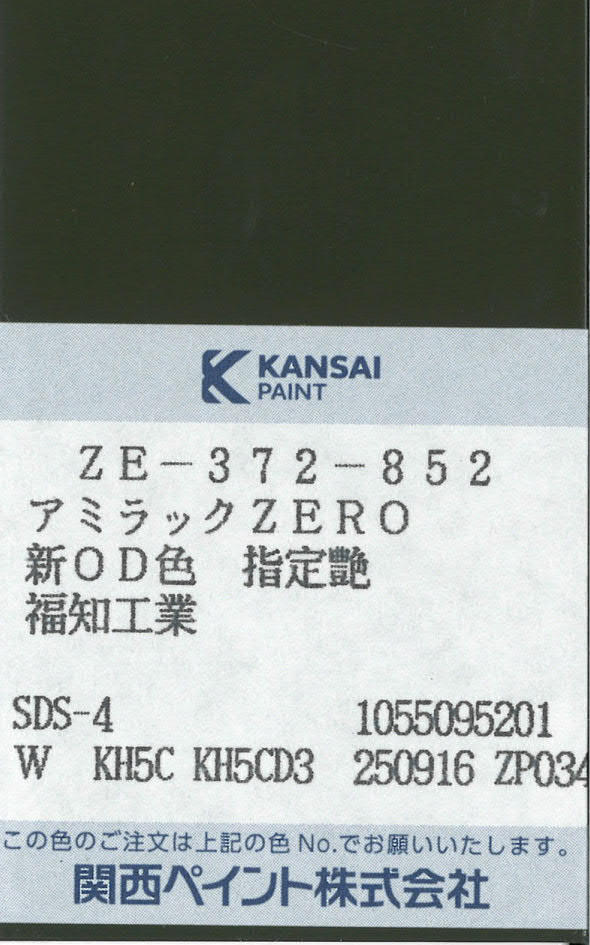 KANSAI
PAINT
ZE-372-852
アミラックZERO
新OD色　指定艶
福知工業
SDS-4 1055095201
W KH5C KH5CD3 250916 ZP034
この色のご注文は上記の色No.でお願いいたします。
関西ペイント株式会社